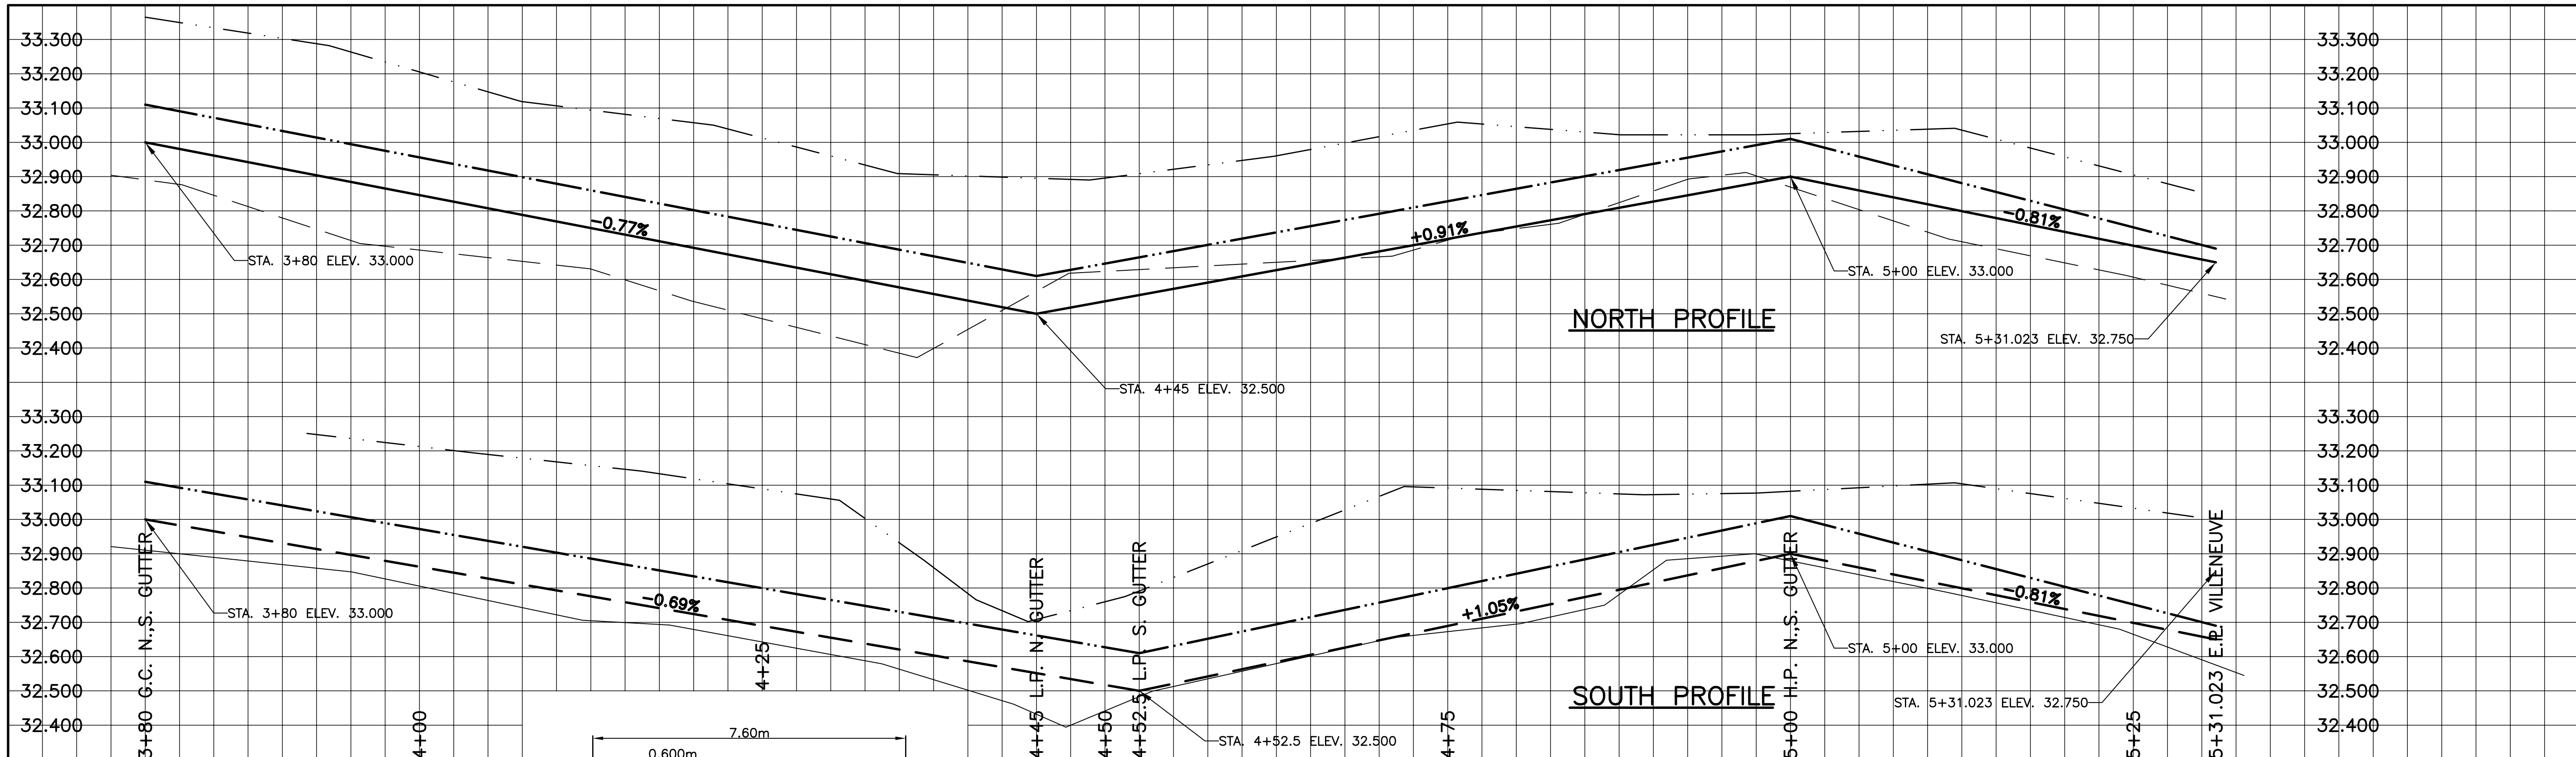 33.300 33.300
33.200 33.200
33.100 33.100
33.000 33.000
32.900 32.900
32.800 32.800
32.700 32.700
32.600 32.600
32.500 32.500
32.400 32.400
-0.77%
+0.91%
-0.81%
STA. 3+80 ELEV. 33.000
STA. 5+00 ELEV. 33.000
NORTH PROFILE
STA. 5+31.023 ELEV. 32.750
STA. 4+45 ELEV. 32.500
33.300 33.300
33.200 33.200
33.100 33.100
33.000 33.000
32.900 32.900
32.800 32.800
32.700 32.700
32.600 32.600
32.500 32.500
32.400 32.400
-0.69%
+1.05%
-0.81%
STA. 3+80 ELEV. 33.000
STA. 5+00 ELEV. 33.000
SOUTH PROFILE
STA. 5+31.023 ELEV. 32.750
STA. 4+52.5 ELEV. 32.500
7.60m
0.600m
3+80 G.C. N.,S. GUTTER
4+00
4+25
4+45 L.P. N. GUTTER
4+50
4+52.5 L.P. S. GUTTER
4+75
5+00 H.P. N.,S. GUTTER
5+25
5+31.023 E.P. VILLENEUVE